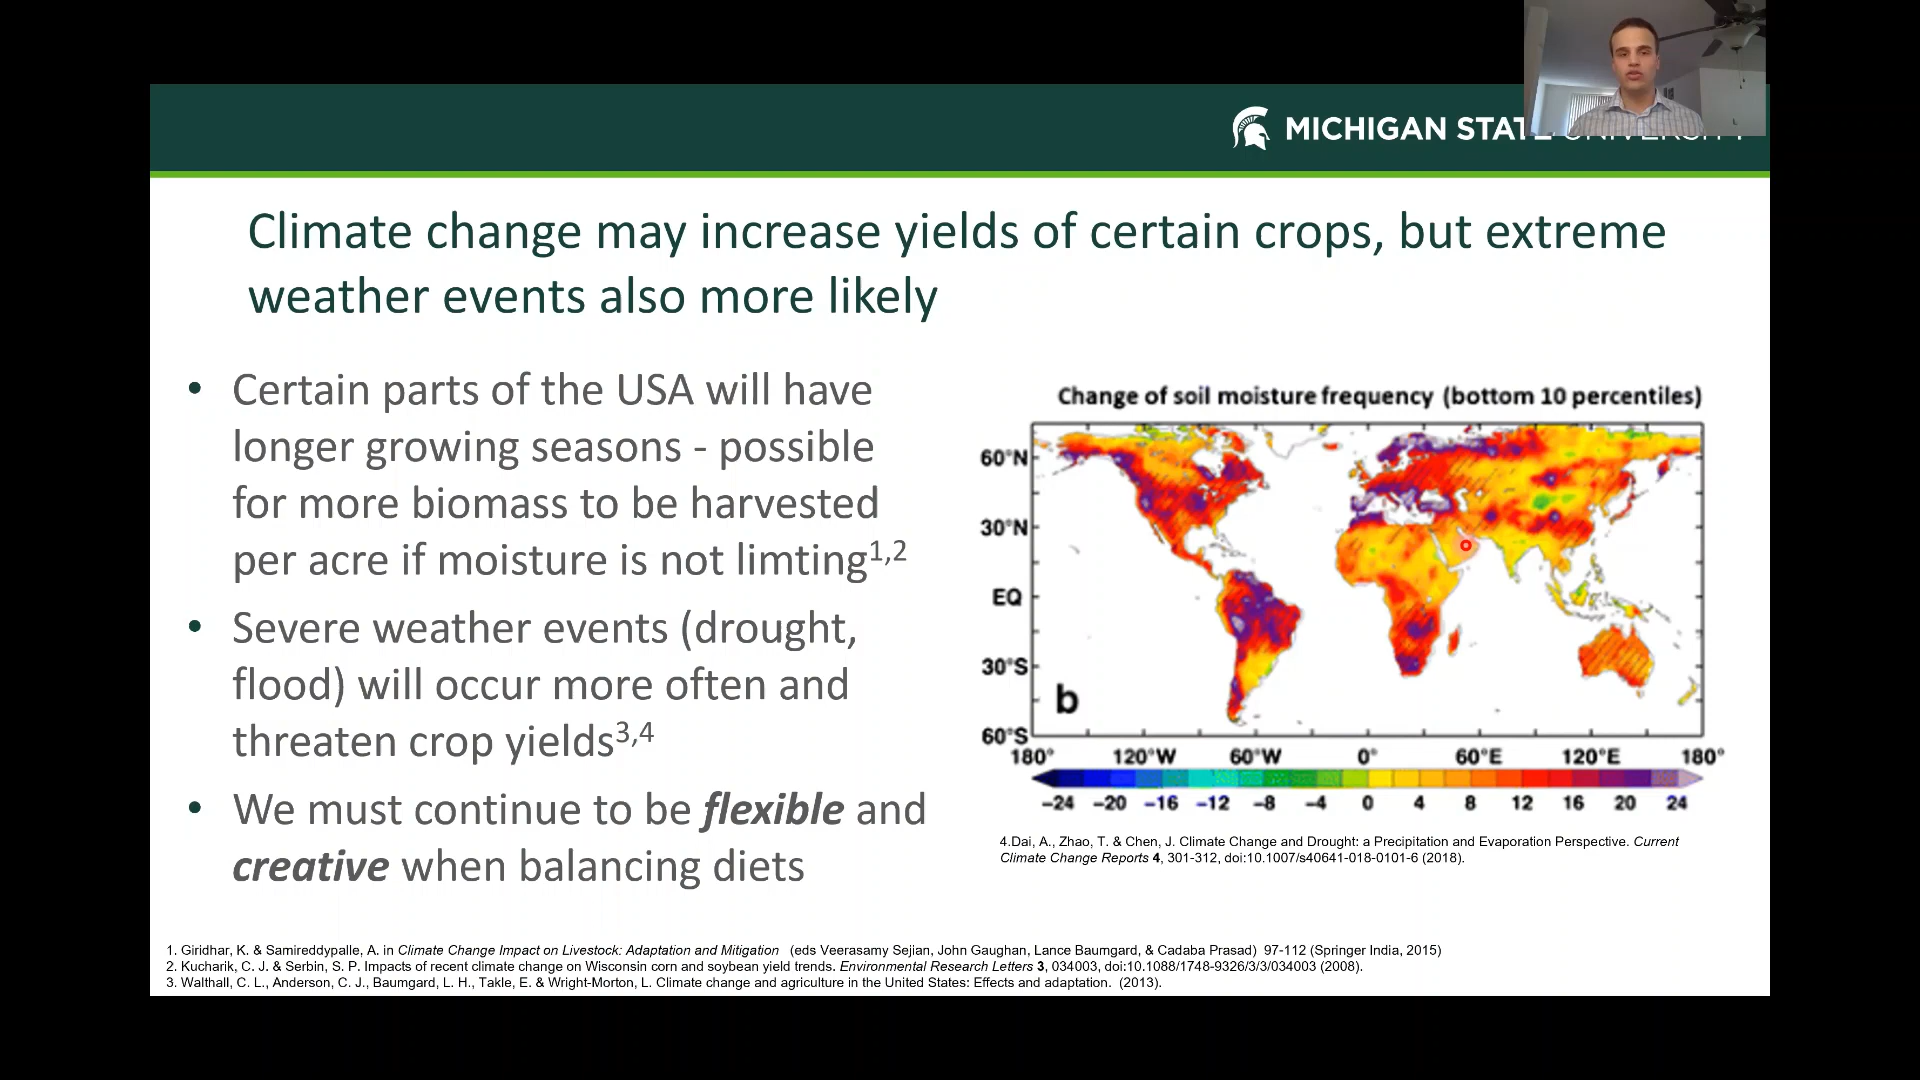 MICHIGAN STATE UNIVERSITY
Climate change may increase yields of certain crops, but extreme
weather events also more likely
• Certain parts of the USA will have
longer growing seasons - possible
for more biomass to be harvested
per acre if moisture is not limting1,2
• Severe weather events (drought,
flood) will occur more often and
threaten crop yields3,4
• We must continue to be flexible and
creative when balancing diets
Change of soil moisture frequency (bottom 10 percentiles)
60°N
30°N
EQ
30°S
60°S
b
180° 120°W 60°W 0° 60°E 120°E 180°
−24 −20 −16 −12 −8 −4 0 4 8 12 16 20 24
4.Dai, A., Zhao, T. & Chen, J. Climate Change and Drought: a Precipitation and Evaporation Perspective. Current
Climate Change Reports 4, 301-312, doi:10.1007/s40641-018-0101-6 (2018).
1. Giridhar, K. & Samireddypalle, A. in Climate Change Impact on Livestock: Adaptation and Mitigation (eds Veerasamy Sejian, John Gaughan, Lance Baumgard, & Cadaba Prasad) 97-112 (Springer India, 2015)
2. Kucharik, C. J. & Serbin, S. P. Impacts of recent climate change on Wisconsin corn and soybean yield trends. Environmental Research Letters 3, 034003, doi:10.1088/1748-9326/3/3/034003 (2008).
3. Walthall, C. L., Anderson, C. J., Baumgard, L. H., Takle, E. & Wright-Morton, L. Climate change and agriculture in the United States: Effects and adaptation. (2013).